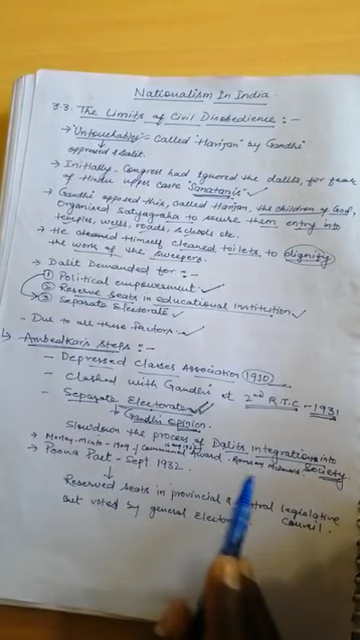 Nationalism In India
3.3. The Limits of Civil Disobedience :-
→ "Untouchables" - Called "Harijan" by Gandhi
oppressed & Dalit.
→ Initially, Congress had ignored the dalits, for fear
of Hindu upper caste Sanatanis
→ Gandhi opposed this, called Harijan, the children of God,
Organised Satyagraha to secure them entry into
temples, wells, roads, schools etc.
→ He cleaned himself cleaned toilets to dignify
the work of the sweepers.
→ Dalit Demanded for :-
① Political empowerment
② Reserve seats in educational institution
③ Separate Electorate
- Due to all these factors.
↳ Ambedkar's steps :-
- Depressed Classes Association 1930
- Clashed with Gandhi at 2nd R.T.C - 1931
- Separate Electorates
↓ Gandhi opinion.
Slowdown the process of Dalits integration into
Society.
→ Communal Award - Ramsay
→ Poona Pact - Sept 1932.
↓
Reserved seats in provincial & central legislative
Council.
but voted by general